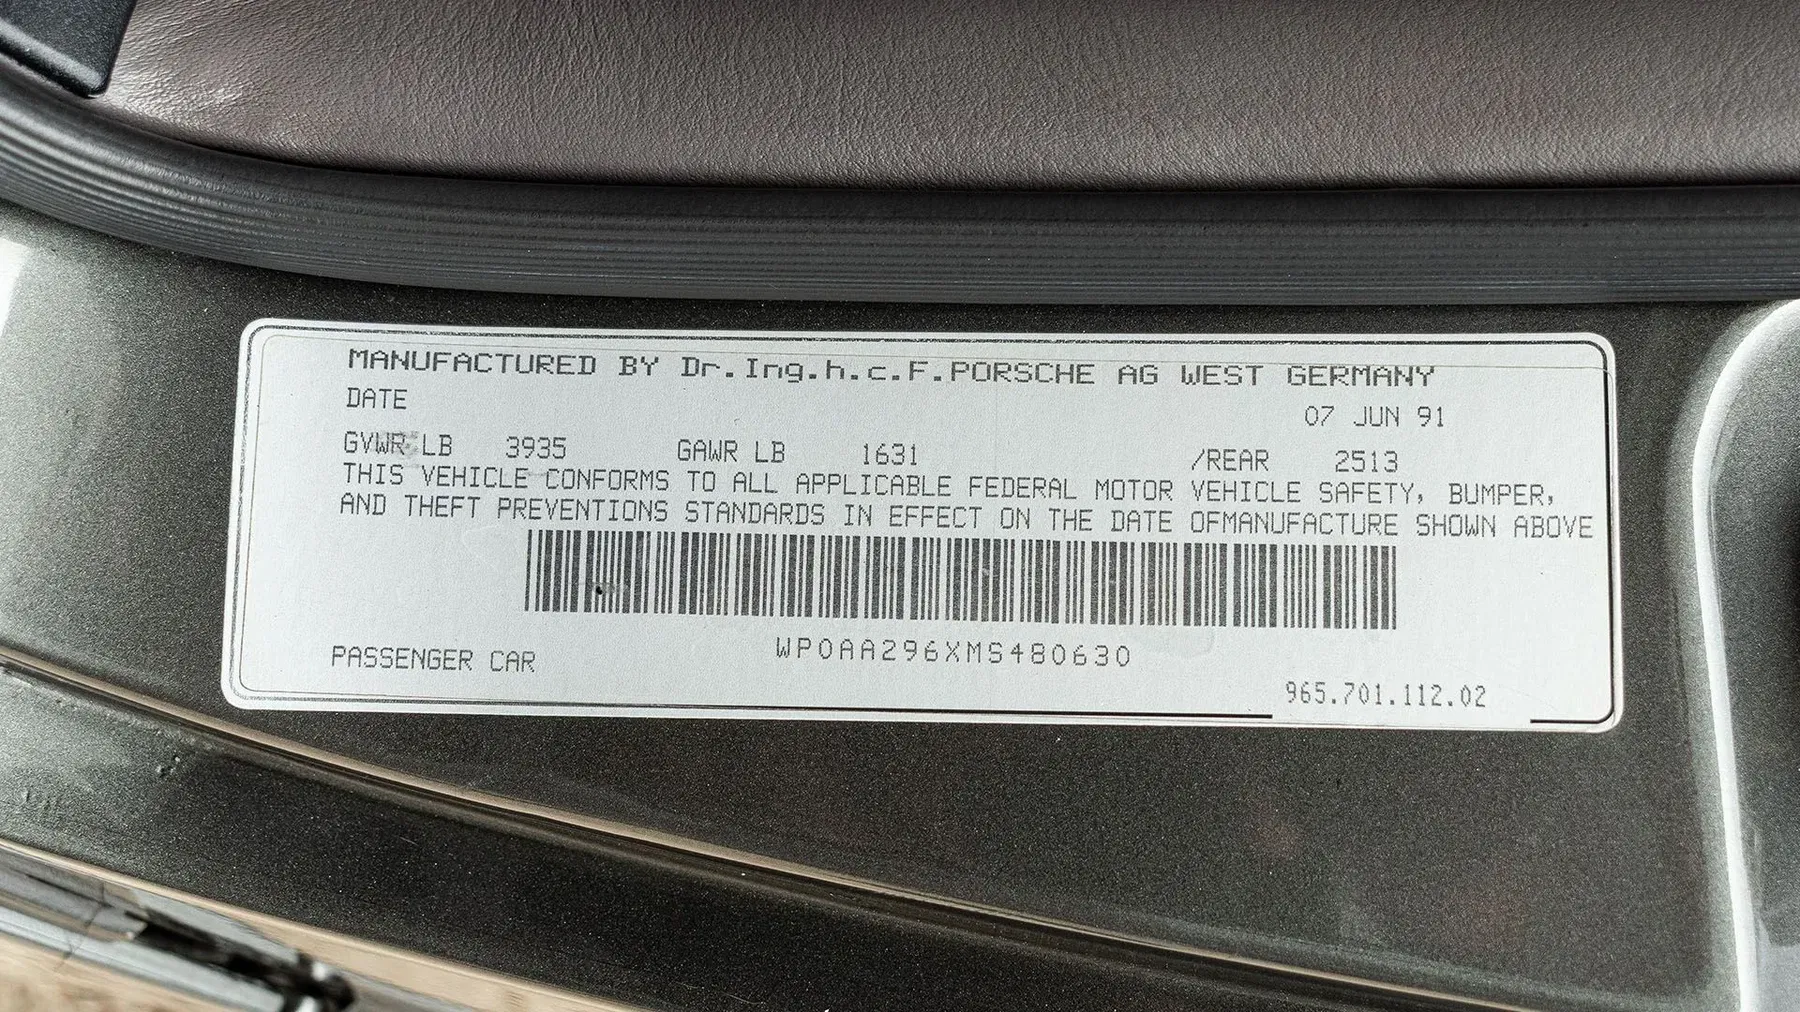 MANUFACTURED BY Dr.Ing.h.c.F.PORSCHE AG WEST GERMANY
DATE 07 JUN 91
GVWR LB 3935 GAWR LB 1631 /REAR 2513
THIS VEHICLE CONFORMS TO ALL APPLICABLE FEDERAL MOTOR VEHICLE SAFETY, BUMPER,
AND THEFT PREVENTIONS STANDARDS IN EFFECT ON THE DATE OFMANUFACTURE SHOWN ABOVE
PASSENGER CAR WP0AA296XMS480630
965.701.112.02